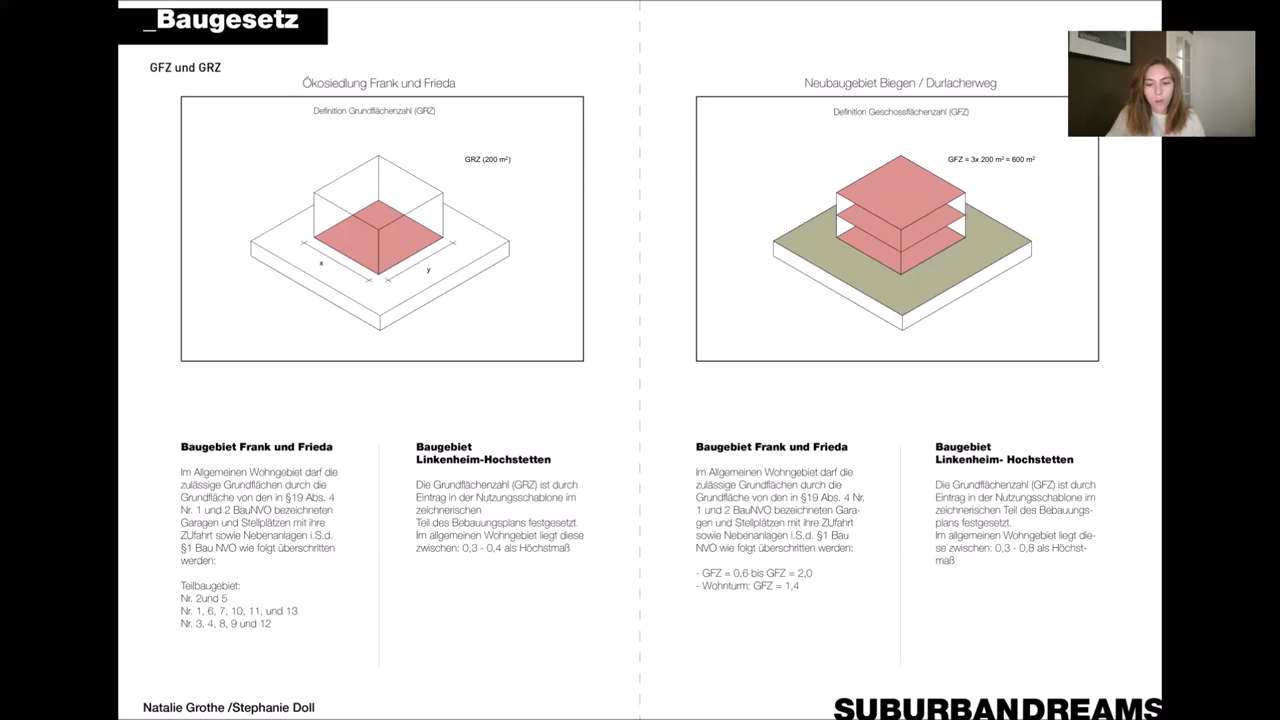 _Baugesetz
GFZ und GRZ
Ökosiedlung Frank und Frieda
Definition Grundflächenzahl (GRZ)
GRZ (200 m²)
x
y
Neubaugebiet Biegen / Durlacherweg
Definition Geschossflächenzahl (GFZ)
GFZ = 3x 200 m² = 600 m²
Baugebiet Frank und Frieda
Im Allgemeinen Wohngebiet darf die
zulässige Grundflächen durch die
Grundfläche von den in §19 Abs. 4
Nr. 1 und 2 BauNVO bezeichneten
Garagen und Stellplätzen mit ihre
ZUfahrt sowie Nebenanlagen i.S.d.
§1 Bau NVO wie folgt überschritten
werden:
Teilbaugebiet:
Nr. 2und 5
Nr. 1, 6, 7, 10, 11, und 13
Nr. 3, 4, 8, 9 und 12
Baugebiet
Linkenheim-Hochstetten
Die Grundflächenzahl (GRZ) ist durch
Eintrag in der Nutzungsschablone im
zeichnerischen
Teil des Bebauungsplans festgesetzt.
Im allgemeinen Wohngebiet liegt diese
zwischen: 0,3 - 0,4 als Höchstmaß
Baugebiet Frank und Frieda
Im Allgemeinen Wohngebiet darf die
zulässige Grundflächen durch die
Grundfläche von den in §19 Abs. 4 Nr.
1 und 2 BauNVO bezeichneten Gara-
gen und Stellplätzen mit ihre ZUfahrt
sowie Nebenanlagen i.S.d. §1 Bau
NVO wie folgt überschritten werden:
- GFZ = 0,6 bis GFZ = 2,0
- Wohnturm: GFZ = 1,4
Baugebiet
Linkenheim- Hochstetten
Die Grundflächenzahl (GFZ) ist durch
Eintrag in der Nutzungsschablone im
zeichnerischen Teil des Bebauungs-
plans festgesetzt.
Im allgemeinen Wohngebiet liegt die-
se zwischen: 0,3 - 0,8 als Höchst-
maß
Natalie Grothe /Stephanie Doll
SUBURBANDREAMS